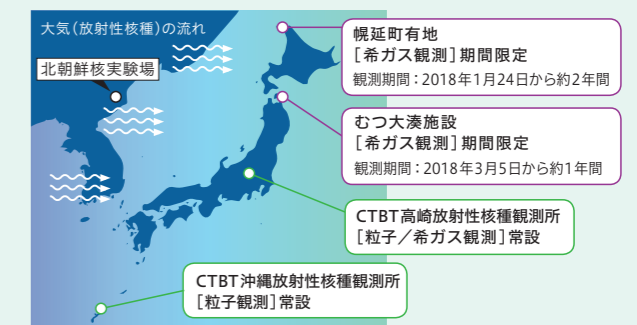 大気（放射性核種）の流れ
北朝鮮核実験場
幌延町有地
［希ガス観測］期間限定
観測期間：2018年1月24日から約2年間
むつ大湊施設
［希ガス観測］期間限定
観測期間：2018年3月5日から約1年間
CTBT高崎放射性核種観測所
［粒子／希ガス観測］常設
CTBT沖縄放射性核種観測所
［粒子観測］常設